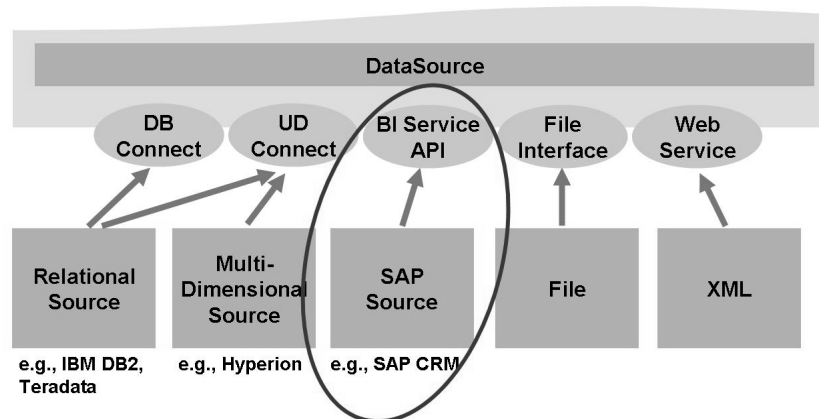 DataSource
DB
Connect
UD
Connect
BI Service
API
File
Interface
Web
Service
Relational
Source
Multi-
Dimensional
Source
SAP
Source
File
XML
e.g., IBM DB2,
Teradata
e.g., Hyperion
e.g., SAP CRM